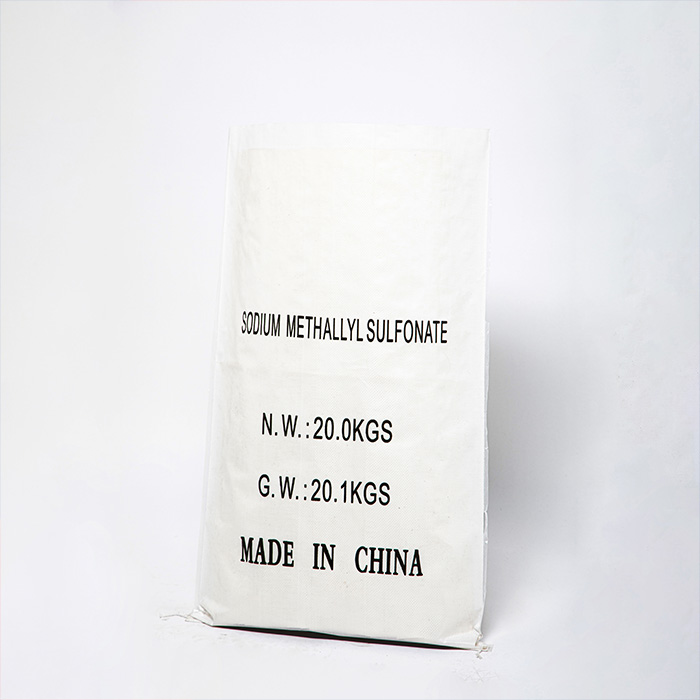 SODIUM METHALLYL SULFONATE
N.W.:20.0KGS
G.W.:20.1KGS
MADE IN CHINA